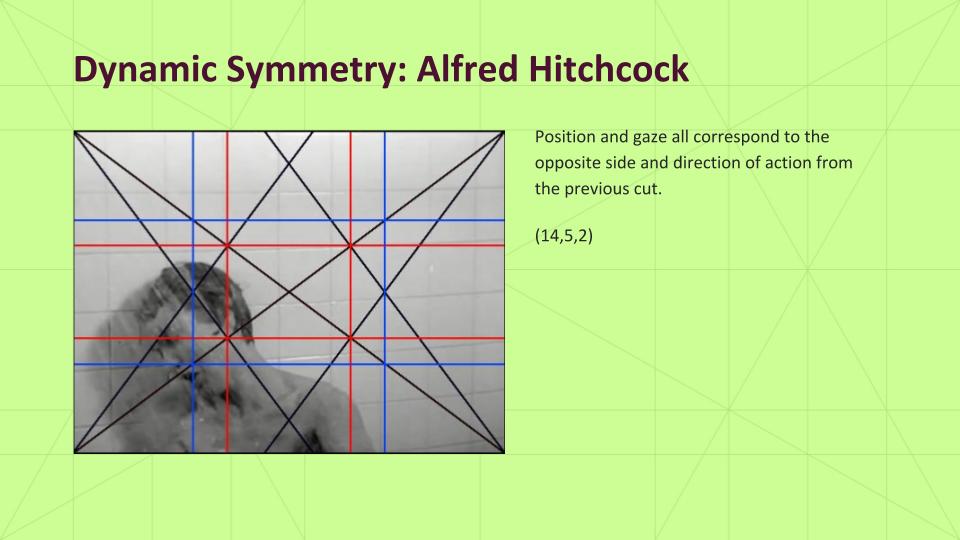 Dynamic Symmetry: Alfred Hitchcock
Position and gaze all correspond to the
opposite side and direction of action from
the previous cut.
(14,5,2)